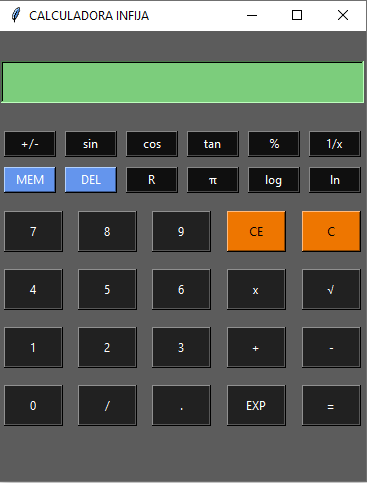 CALCULADORA INFIJA
+/- sin cos tan % 1/x
MEM DEL R π log ln
7 8 9 CE C
4 5 6 x √
1 2 3 + -
0 / . EXP =